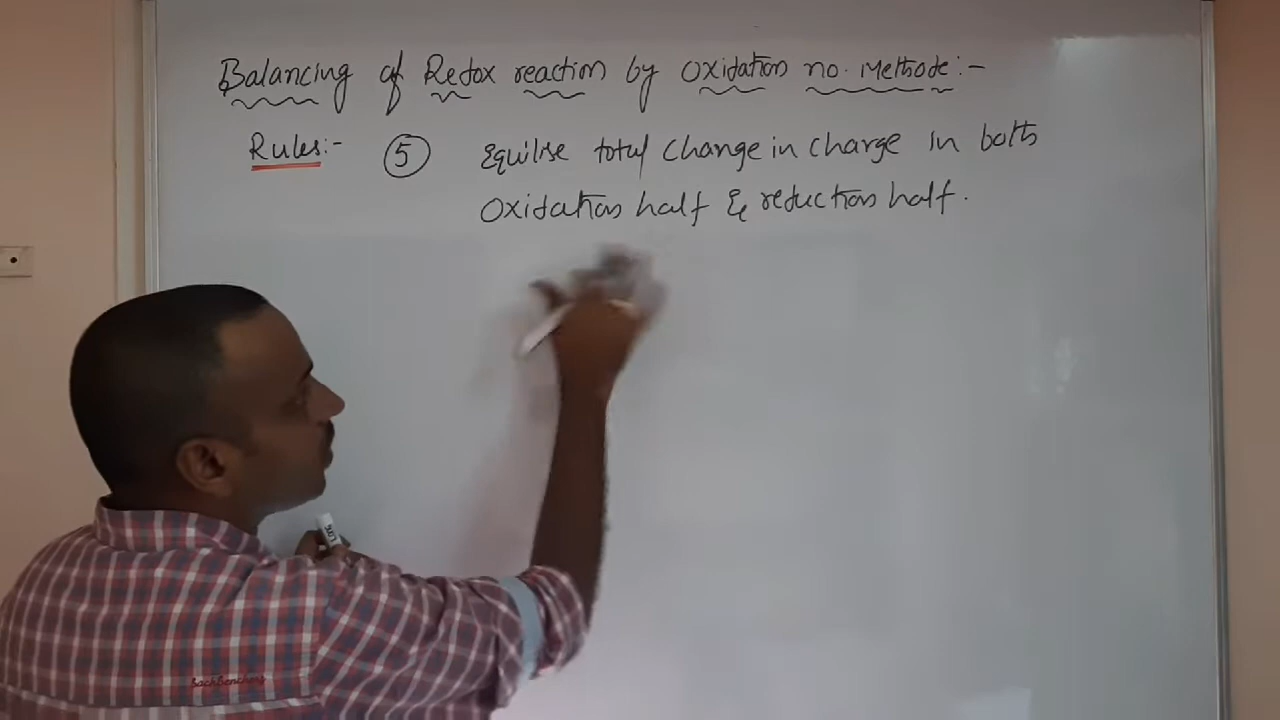 Balancing of Redox reaction by Oxidation no. Methode:-
Rules:- 5 Equilise total change in charge in both
Oxidation half & reduction half.